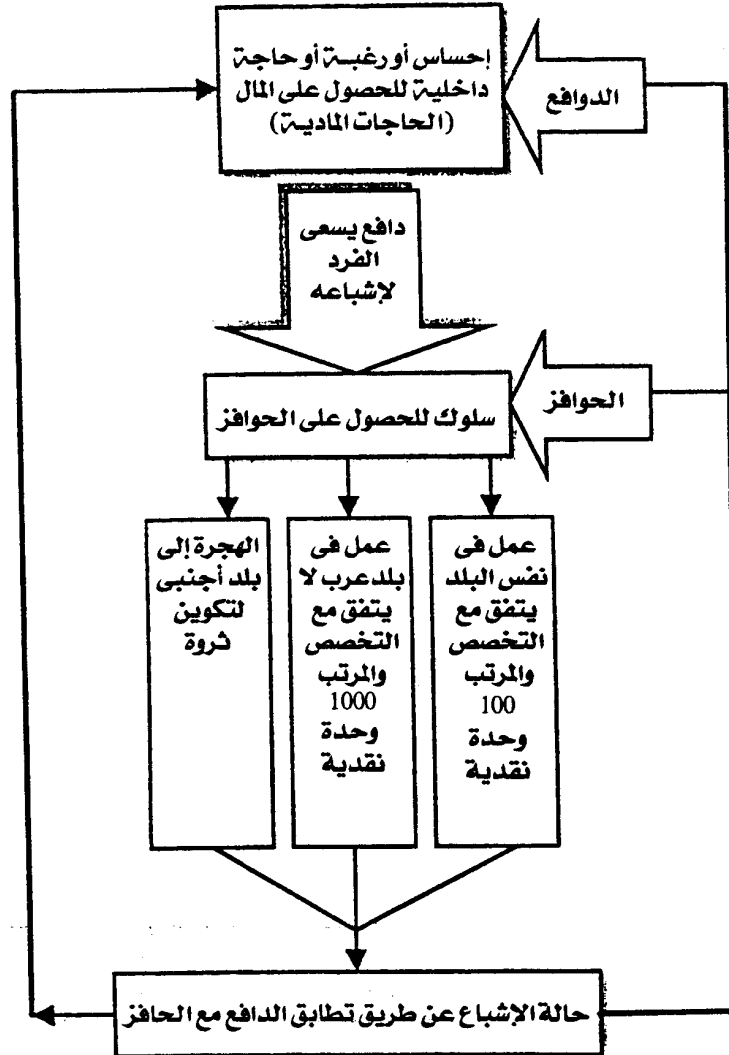 إحساس أو رغبة أو حاجة
داخلية للحصول على المال
(الحاجات المادية)
الدوافع
دافع يسعى
الفرد
لإشباعه
سلوك للحصول على الحوافز
الحوافز
عمل فى
نفس البلد
يتفق مع
التخصص
والمرتب
100
وحدة
نقدية
عمل فى
بلد عرب لا
يتفق مع
التخصص
والمرتب
1000
وحدة
نقدية
الهجرة إلى
بلد أجنبى
لتكوين
ثروة
حالة الإشباع عن طريق تطابق الدافع مع الحافز